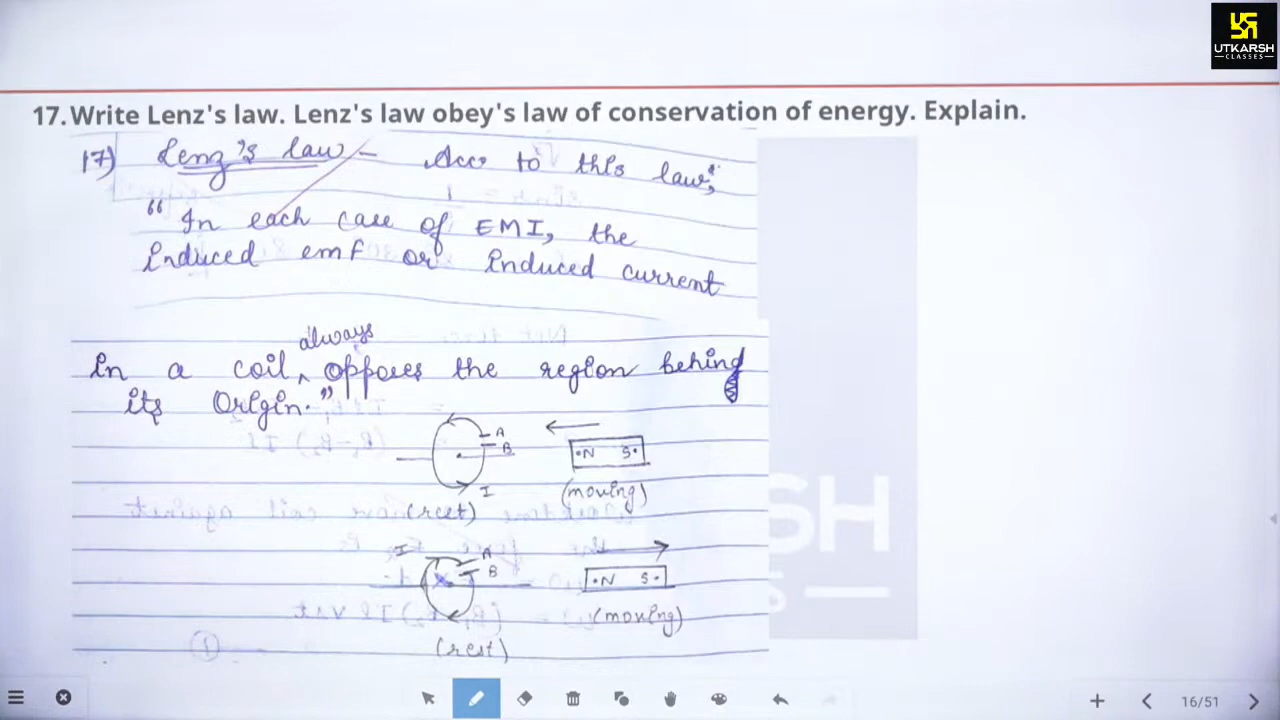 UTKARSH
CLASSES
17. Write Lenz's law. Lenz's law obey's law of conservation of energy. Explain.
17) Lenz's law – Acco to this law;
“In each case of EMI, the
induced emf or induced current
always
in a coil ^ opposes the region behind
its Origin.”
A
B
N S
I
(moving)
(rest)
I A
B
N S
(moving)
(rest)
SH
S
16/51